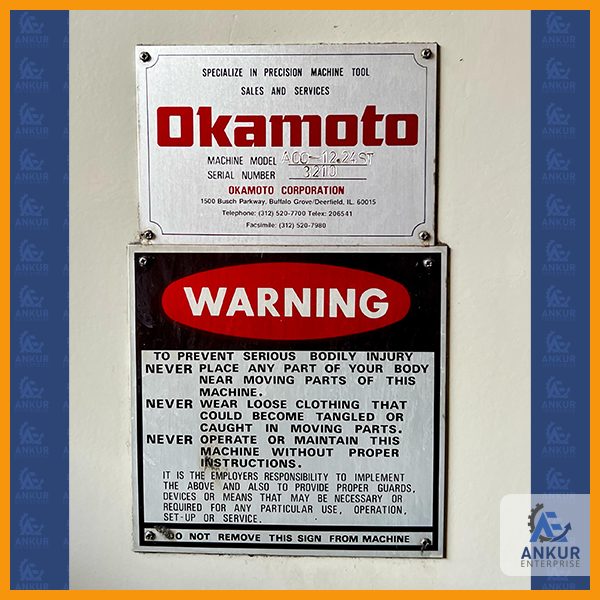 SPECIALIZE IN PRECISION MACHINE TOOL
SALES AND SERVICES
Okamoto
MACHINE MODEL ACC-12.24ST
SERIAL NUMBER 3210
OKAMOTO CORPORATION
1500 Busch Parkway, Buffalo Grove/Deerfield, IL. 60015
Telephone: (312) 520-7700 Telex: 206541
Facsimile: (312) 520-7980
WARNING
TO PREVENT SERIOUS BODILY INJURY
NEVER PLACE ANY PART OF YOUR BODY
NEAR MOVING PARTS OF THIS
MACHINE.
NEVER WEAR LOOSE CLOTHING THAT
COULD BECOME TANGLED OR
CAUGHT IN MOVING PARTS.
NEVER OPERATE OR MAINTAIN THIS
MACHINE WITHOUT PROPER
INSTRUCTIONS.
IT IS THE EMPLOYERS RESPONSIBILITY TO IMPLEMENT
THE ABOVE AND ALSO TO PROVIDE PROPER GUARDS,
DEVICES OR MEANS THAT MAY BE NECESSARY OR
REQUIRED FOR ANY PARTICULAR USE, OPERATION,
SET-UP OR SERVICE.
DO NOT REMOVE THIS SIGN FROM MACHINE
ANKUR
ENTERPRISE